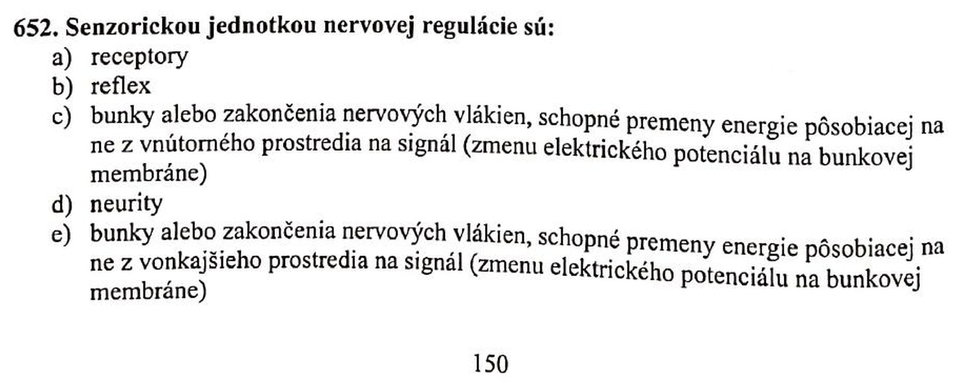 652. Senzorickou jednotkou nervovej regulácie sú:
a) receptory
b) reflex
c) bunky alebo zakončenia nervových vlákien, schopné premeny energie pôsobiacej na
ne z vnútorného prostredia na signál (zmenu elektrického potenciálu na bunkovej
membráne)
d) neurity
e) bunky alebo zakončenia nervových vlákien, schopné premeny energie pôsobiacej na
ne z vonkajšieho prostredia na signál (zmenu elektrického potenciálu na bunkovej
membráne)
150